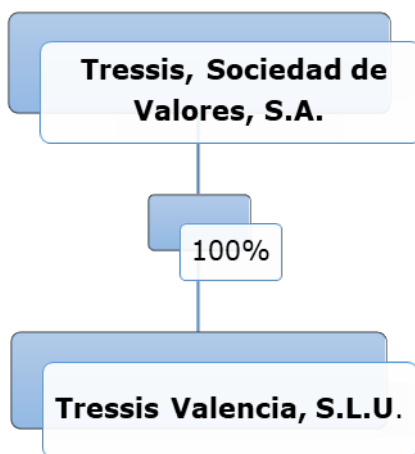 Tressis, Sociedad de
Valores, S.A.
100%
Tressis Valencia, S.L.U.